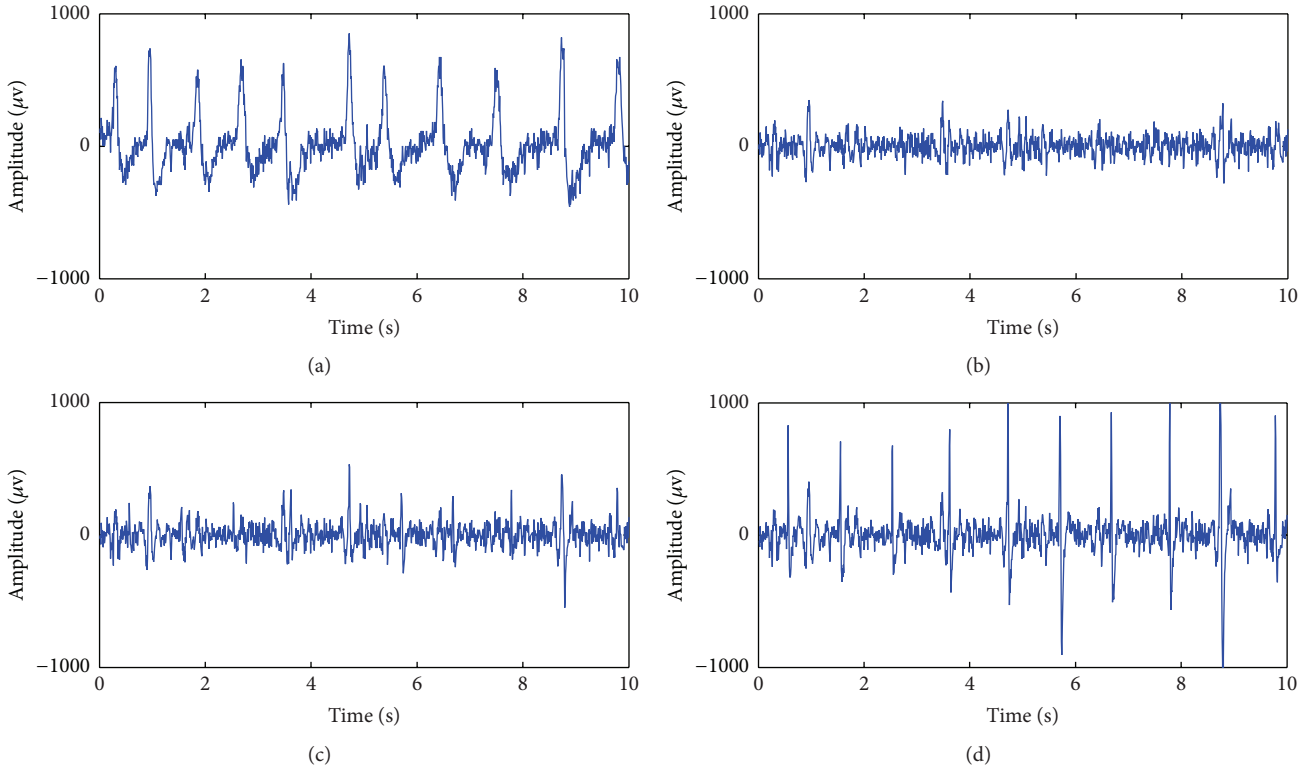 1000
0
−1000
Amplitude (μv)
0 2 4 6 8 10
Time (s)
(a)
1000
0
−1000
Amplitude (μv)
0 2 4 6 8 10
Time (s)
(b)
1000
0
−1000
Amplitude (μv)
0 2 4 6 8 10
Time (s)
(c)
1000
0
−1000
Amplitude (μv)
0 2 4 6 8 10
Time (s)
(d)